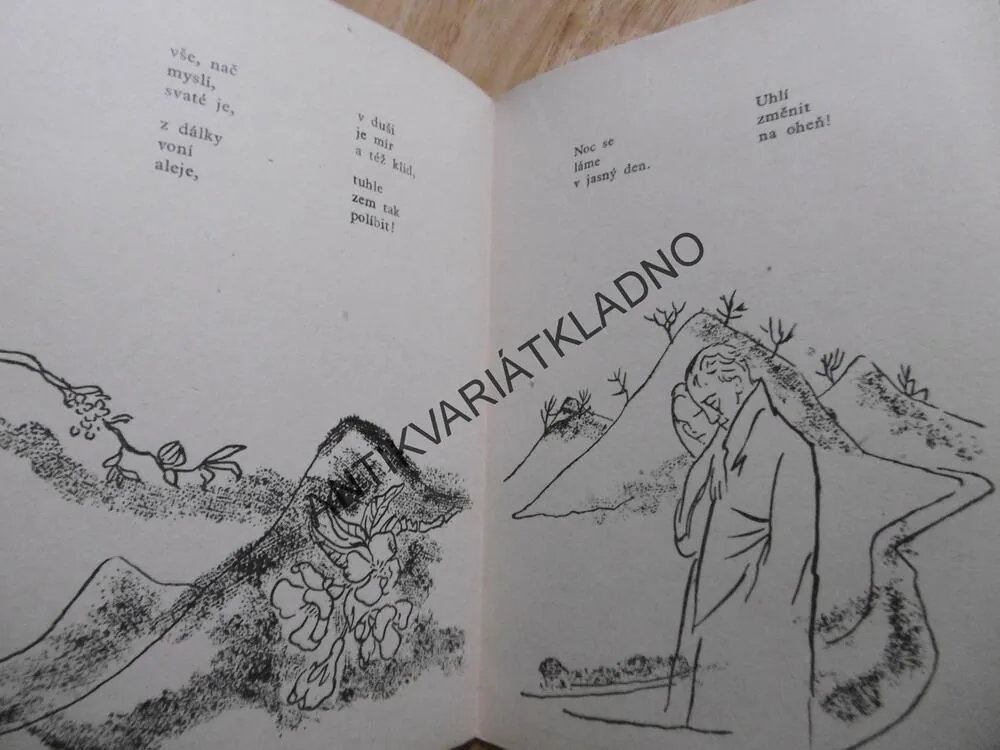 vše, nač
myslí,
svaté je,
z dálky
voní
aleje,
v duši
je mír
a též klid,
tuhle
zem tak
políbit!
Noc se
láme
v jasný den.
Uhlí
změnit
na oheň!
ANTIKVARIÁTKLADNO